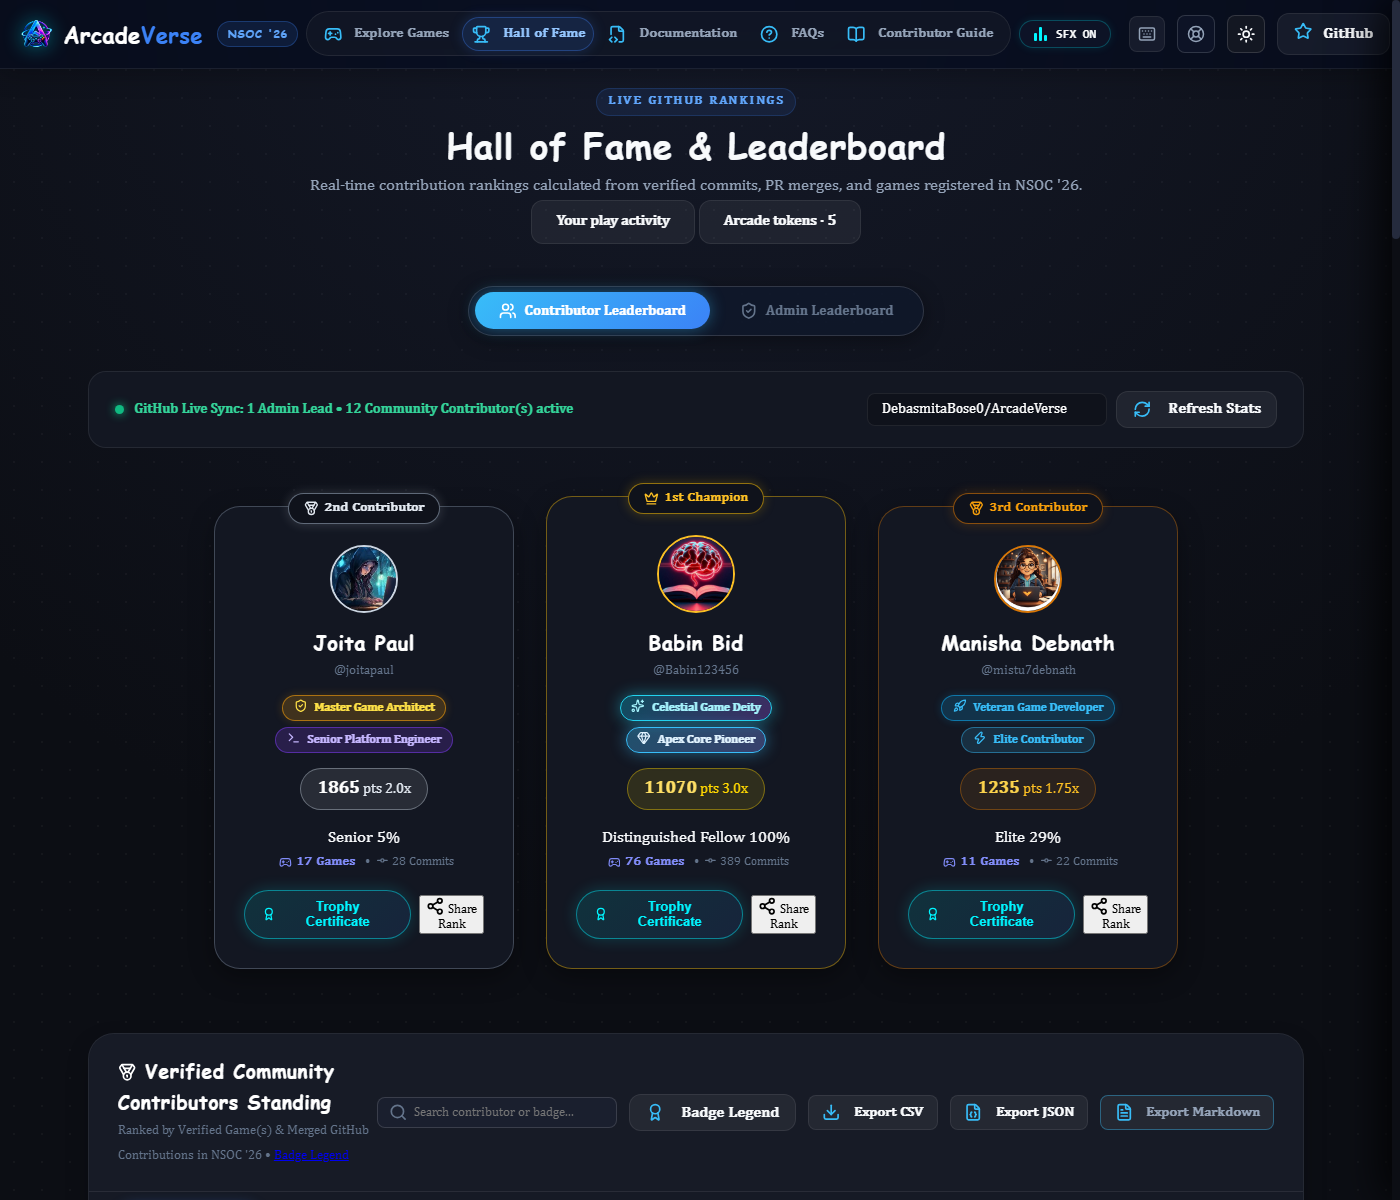 ArcadeVerse
NSOC '26
Explore Games
Hall of Fame
Documentation
FAQs
Contributor Guide
SFX ON
GitHub
LIVE GITHUB RANKINGS
Hall of Fame & Leaderboard
Real-time contribution rankings calculated from verified commits, PR merges, and games registered in NSOC '26.
Your play activity
Arcade tokens · 5
Contributor Leaderboard
Admin Leaderboard
GitHub Live Sync: 1 Admin Lead • 12 Community Contributor(s) active
DebasmitaBose0/ArcadeVerse
Refresh Stats
2nd Contributor
Joita Paul
@joitapaul
Master Game Architect
Senior Platform Engineer
1865 pts 2.0x
Senior 5%
17 Games • 28 Commits
Trophy
Certificate
Share
Rank
1st Champion
Babin Bid
@Babin123456
Celestial Game Deity
Apex Core Pioneer
11070 pts 3.0x
Distinguished Fellow 100%
76 Games • 389 Commits
Trophy
Certificate
Share
Rank
3rd Contributor
Manisha Debnath
@mistu7debnath
Veteran Game Developer
Elite Contributor
1235 pts 1.75x
Elite 29%
11 Games • 22 Commits
Trophy
Certificate
Share
Rank
Verified Community
Contributors Standing
Ranked by Verified Game(s) & Merged GitHub
Contributions in NSOC '26 • Badge Legend
Search contributor or badge...
Badge Legend
Export CSV
Export JSON
Export Markdown